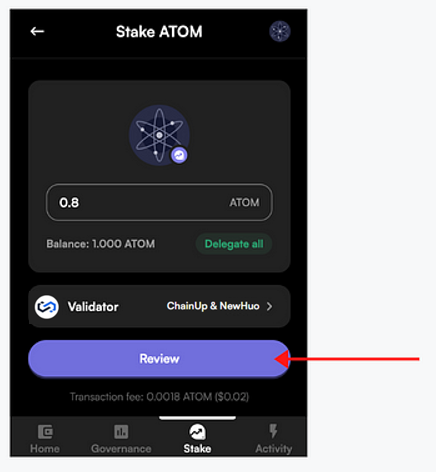 Stake ATOM
0.8 ATOM
Balance: 1.000 ATOM Delegate all
Validator ChainUp & NewHuo
Review
Transaction fee: 0.0018 ATOM ($0.02)
Home Governance Stake Activity